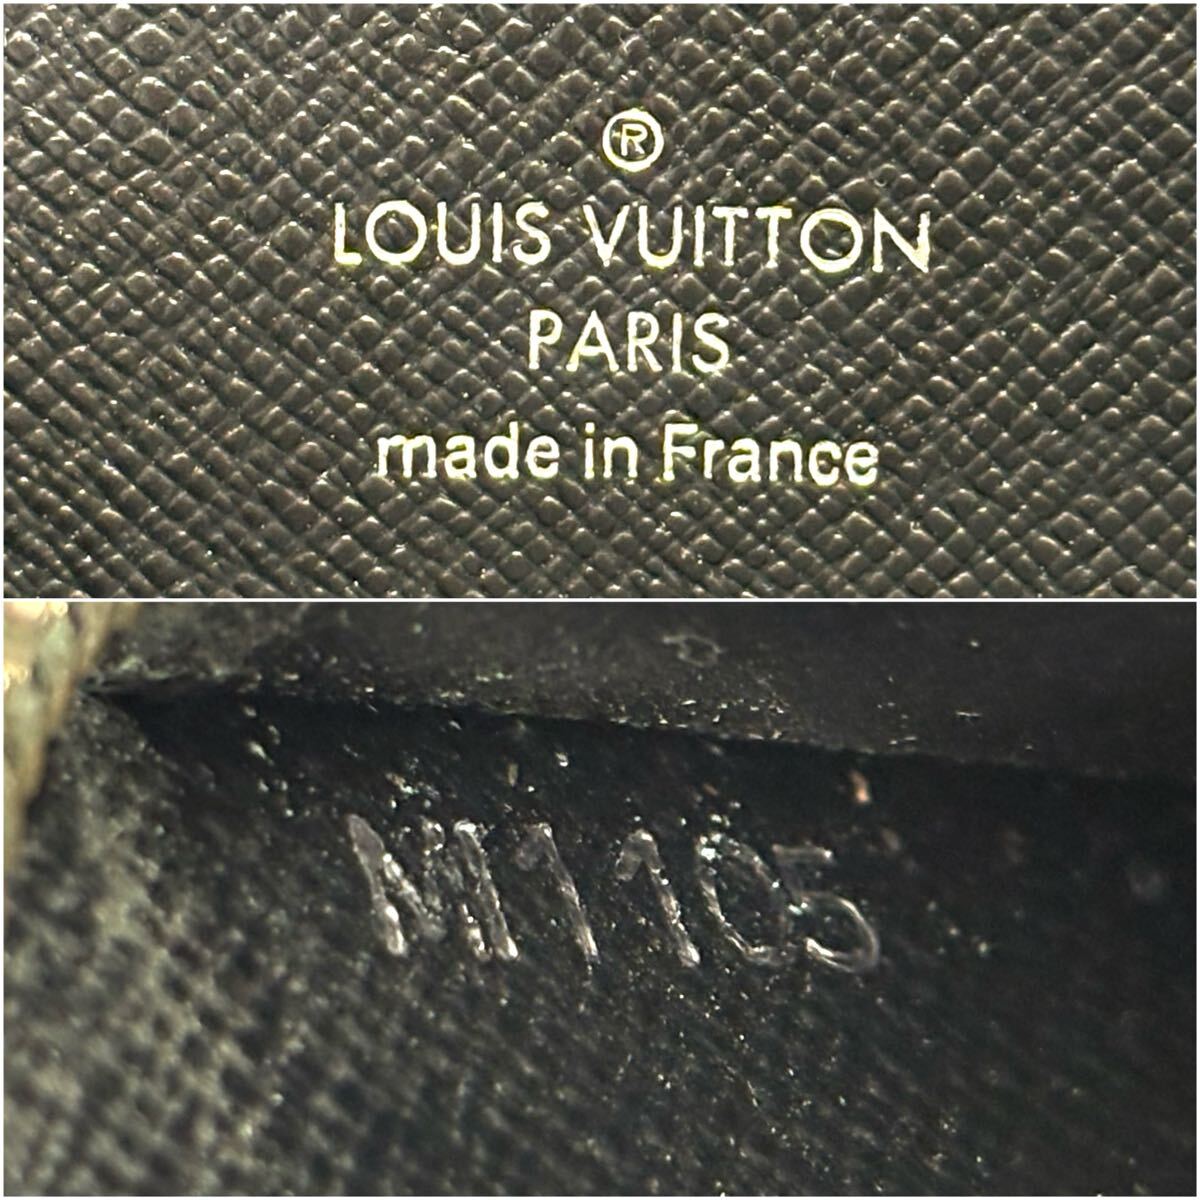 ®
LOUIS VUITTON
PARIS
made in France
MI1105